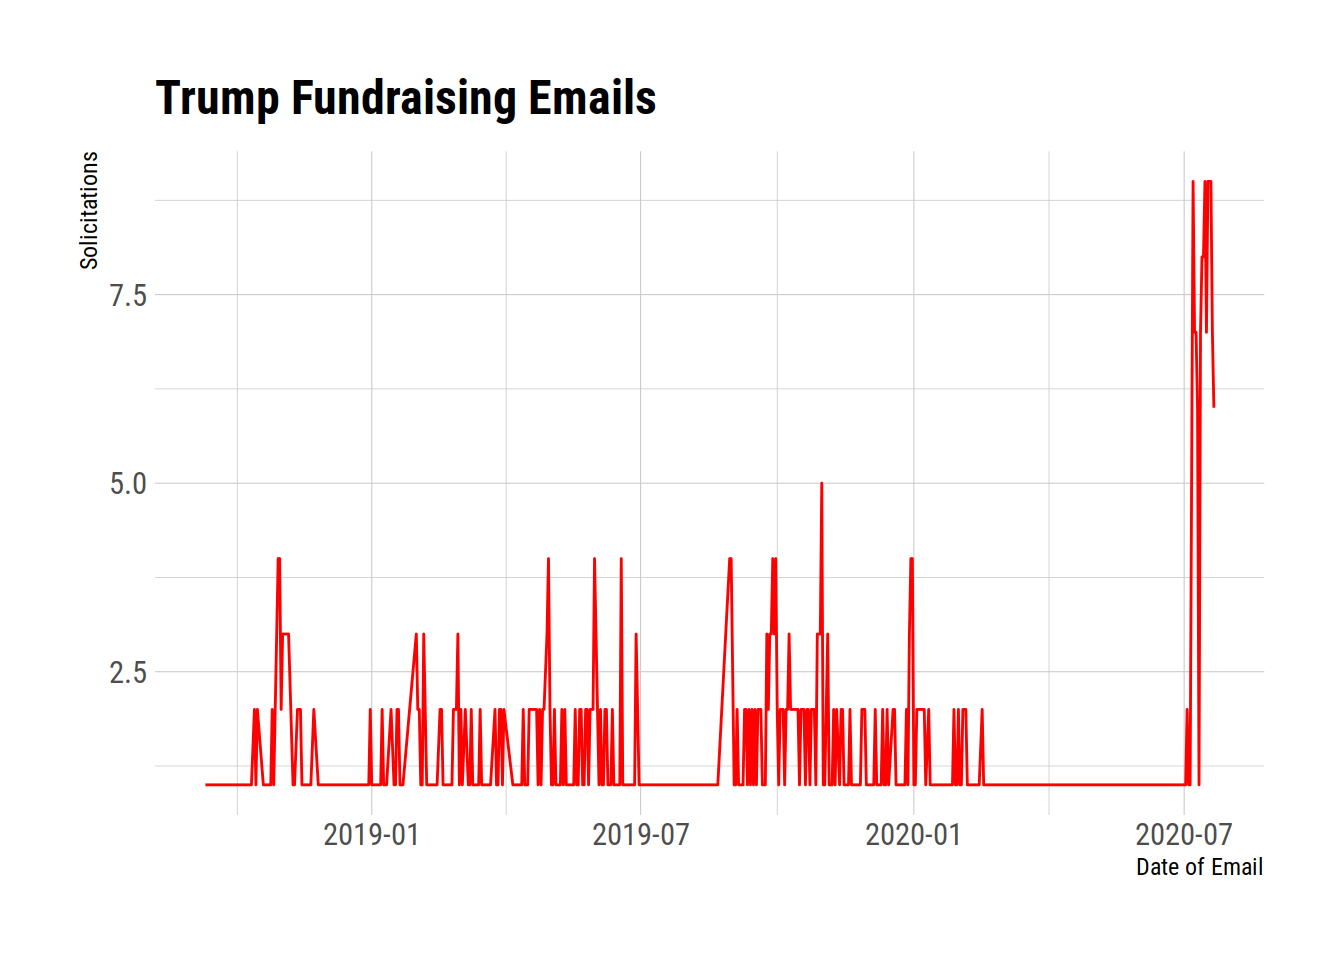 Trump Fundraising Emails
Solicitations
7.5
5.0
2.5
2019-01
2019-07
2020-01
2020-07
Date of Email